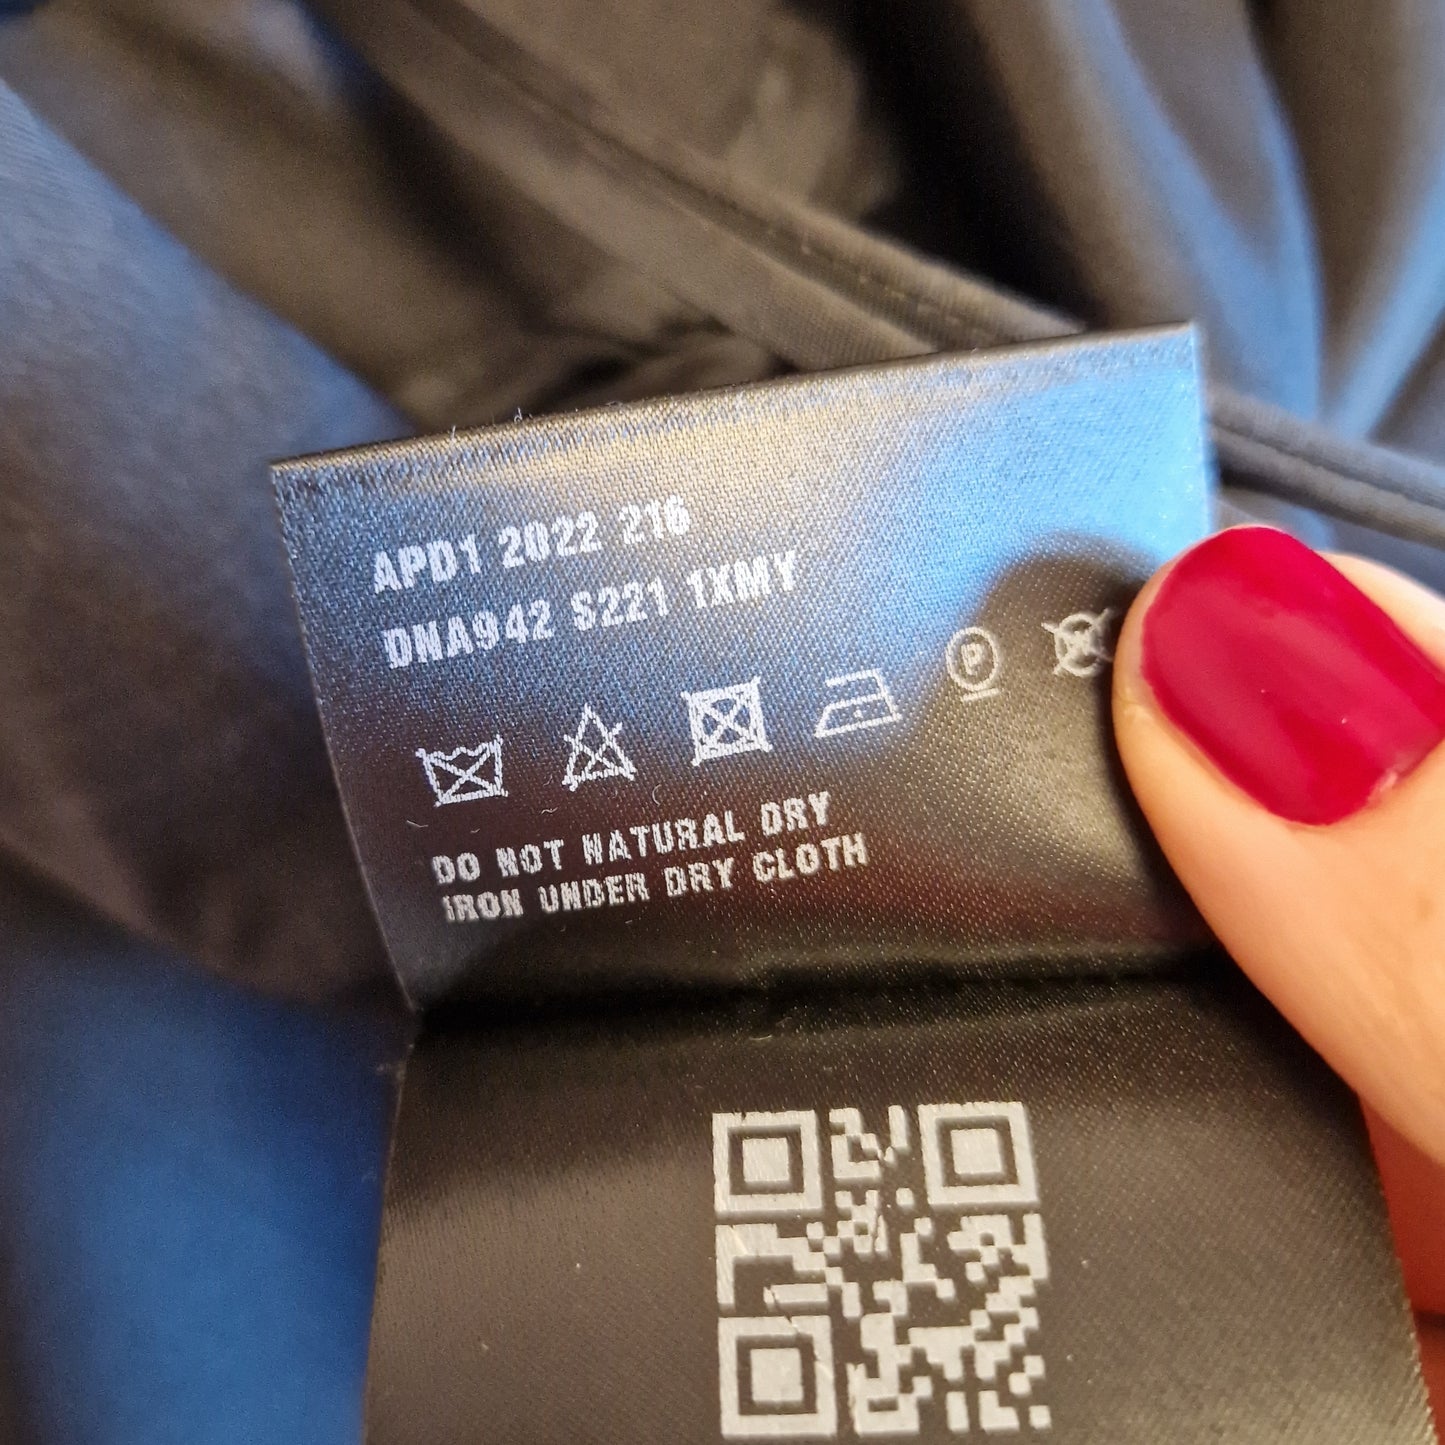 APD1 2022 216
DNA942 S221 1XMY
P
DO NOT NATURAL DRY
IRON UNDER DRY CLOTH